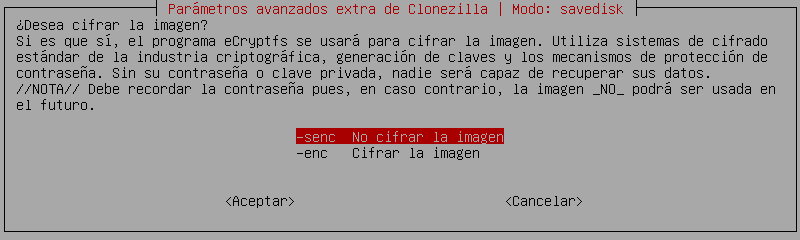 Parámetros avanzados extra de Clonezilla | Modo: savedisk
¿Desea cifrar la imagen?
Si es que sí, el programa eCryptfs se usará para cifrar la imagen. Utiliza sistemas de cifrado
estándar de la industria criptográfica, generación de claves y los mecanismos de protección de
contraseña. Sin su contraseña o clave privada, nadie será capaz de recuperar sus datos.
//NOTA// Debe recordar la contraseña pues, en caso contrario, la imagen _NO_ podrá ser usada en
el futuro.
-senc No cifrar la imagen
-enc Cifrar la imagen
<Aceptar> <Cancelar>